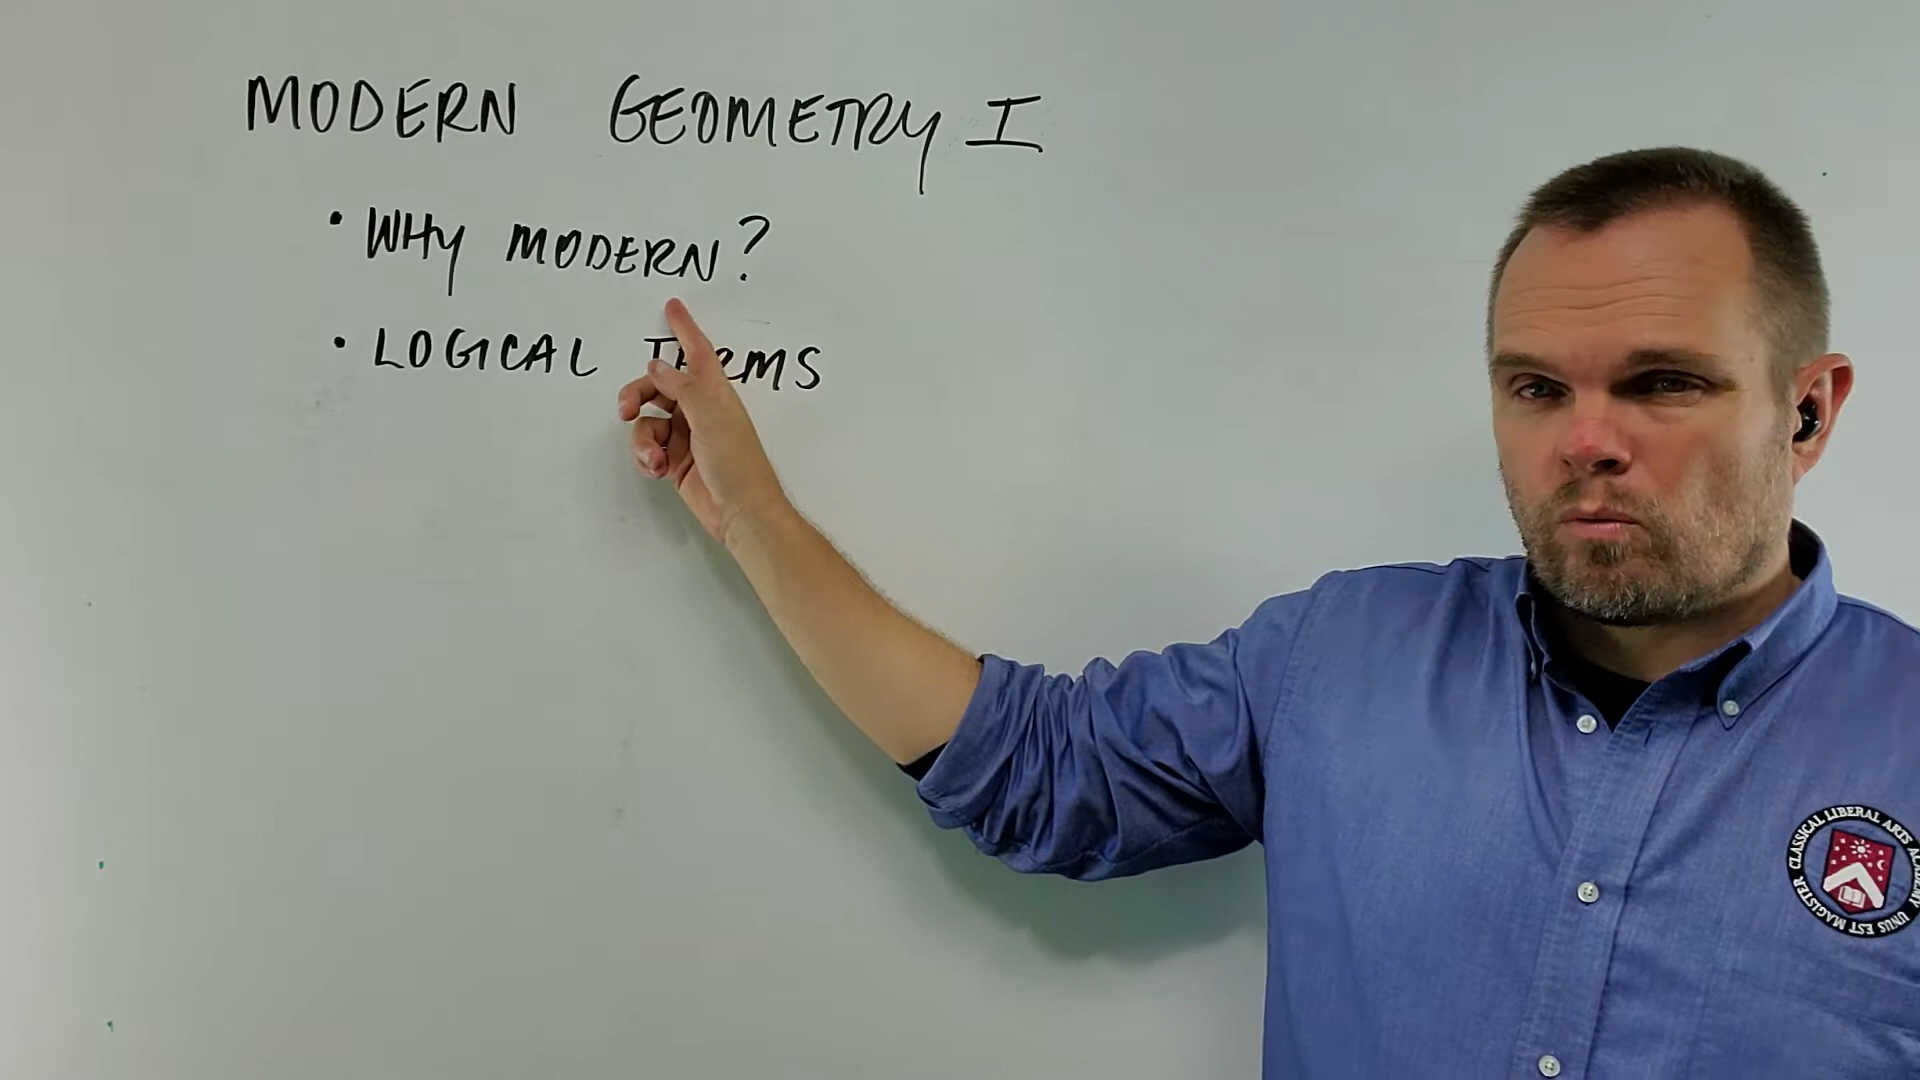 MODERN GEOMETRY I
• WHY MODERN?
• LOGICAL TERMS
CLASSICAL LIBERAL ARTS ACADEMY
UNUS EST MAGISTER